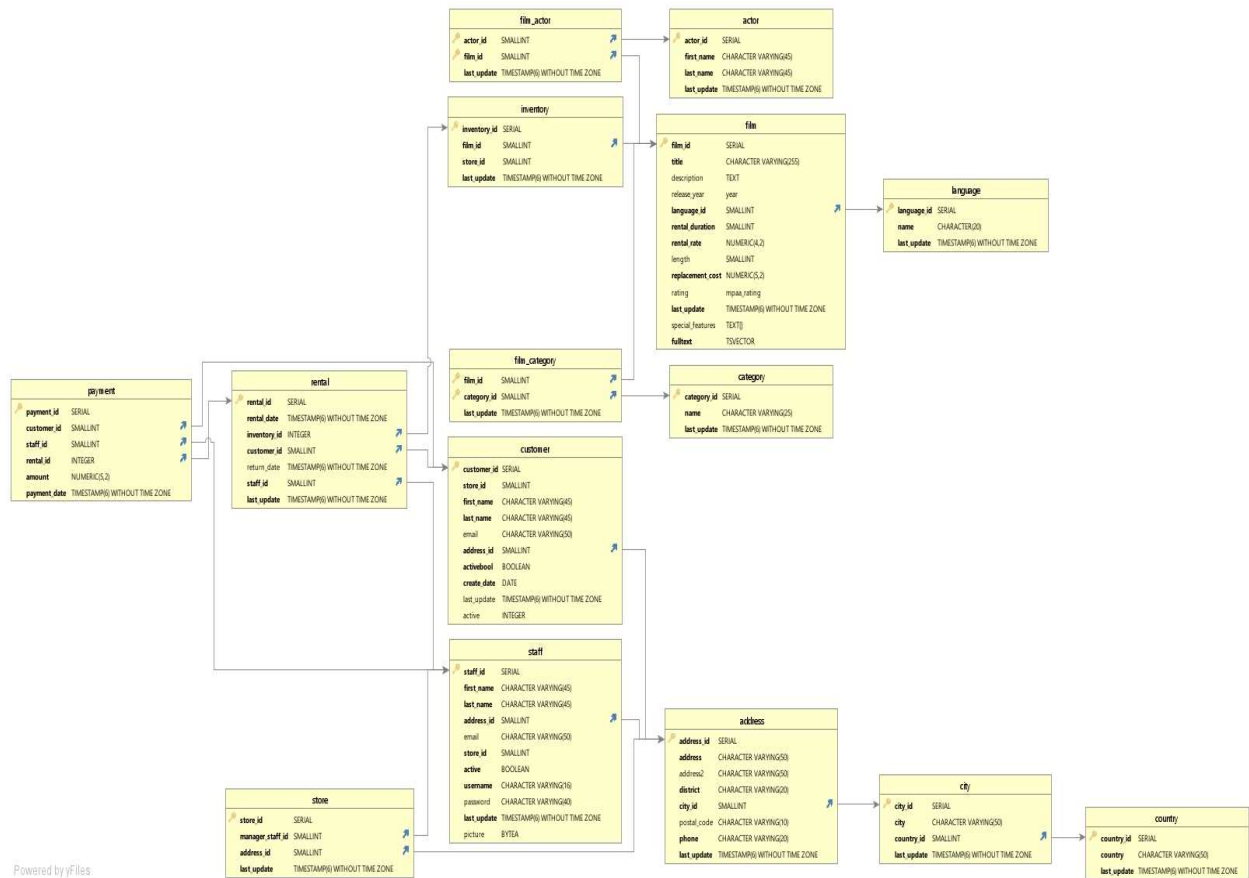 film_actor
actor_id SMALLINT
film_id SMALLINT
last_update TIMESTAMP(6) WITHOUT TIME ZONE
actor
actor_id SERIAL
first_name CHARACTER VARYING(45)
last_name CHARACTER VARYING(45)
last_update TIMESTAMP(6) WITHOUT TIME ZONE
inventory
inventory_id SERIAL
film_id SMALLINT
store_id SMALLINT
last_update TIMESTAMP(6) WITHOUT TIME ZONE
film
film_id SERIAL
title CHARACTER VARYING(255)
description TEXT
release_year year
language_id SMALLINT
rental_duration SMALLINT
rental_rate NUMERIC(4,2)
length SMALLINT
replacement_cost NUMERIC(5,2)
rating mpaa_rating
last_update TIMESTAMP(6) WITHOUT TIME ZONE
special_features TEXT[]
fulltext TSVECTOR
language
language_id SERIAL
name CHARACTER(20)
last_update TIMESTAMP(6) WITHOUT TIME ZONE
film_category
film_id SMALLINT
category_id SMALLINT
last_update TIMESTAMP(6) WITHOUT TIME ZONE
category
category_id SERIAL
name CHARACTER VARYING(25)
last_update TIMESTAMP(6) WITHOUT TIME ZONE
payment
payment_id SERIAL
customer_id SMALLINT
staff_id SMALLINT
rental_id INTEGER
amount NUMERIC(5,2)
payment_date TIMESTAMP(6) WITHOUT TIME ZONE
rental
rental_id SERIAL
rental_date TIMESTAMP(6) WITHOUT TIME ZONE
inventory_id INTEGER
customer_id SMALLINT
return_date TIMESTAMP(6) WITHOUT TIME ZONE
staff_id SMALLINT
last_update TIMESTAMP(6) WITHOUT TIME ZONE
customer
customer_id SERIAL
store_id SMALLINT
first_name CHARACTER VARYING(45)
last_name CHARACTER VARYING(45)
email CHARACTER VARYING(50)
address_id SMALLINT
activebool BOOLEAN
create_date DATE
last_update TIMESTAMP(6) WITHOUT TIME ZONE
active INTEGER
staff
staff_id SERIAL
first_name CHARACTER VARYING(45)
last_name CHARACTER VARYING(45)
address_id SMALLINT
email CHARACTER VARYING(50)
store_id SMALLINT
active BOOLEAN
username CHARACTER VARYING(16)
password CHARACTER VARYING(40)
last_update TIMESTAMP(6) WITHOUT TIME ZONE
picture BYTEA
store
store_id SERIAL
manager_staff_id SMALLINT
address_id SMALLINT
last_update TIMESTAMP(6) WITHOUT TIME ZONE
address
address_id SERIAL
address CHARACTER VARYING(50)
address2 CHARACTER VARYING(50)
district CHARACTER VARYING(20)
city_id SMALLINT
postal_code CHARACTER VARYING(10)
phone CHARACTER VARYING(20)
last_update TIMESTAMP(6) WITHOUT TIME ZONE
city
city_id SERIAL
city CHARACTER VARYING(50)
country_id SMALLINT
last_update TIMESTAMP(6) WITHOUT TIME ZONE
country
country_id SERIAL
country CHARACTER VARYING(50)
last_update TIMESTAMP(6) WITHOUT TIME ZONE
Powered by yFiles